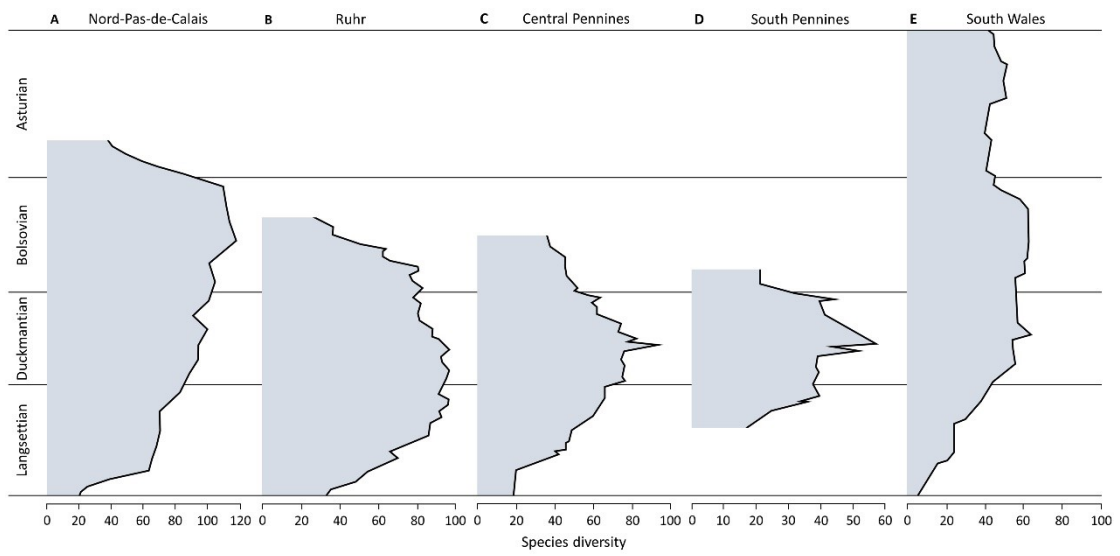 A Nord-Pas-de-Calais B Ruhr C Central Pennines D South Pennines E South Wales
Asturian
Bolsovian
Duckmantian
Langsettian
0 20 40 60 80 100 120 0 20 40 60 80 100 0 20 40 60 80 100 0 10 20 30 40 50 60 0 20 40 60 80 100
Species diversity